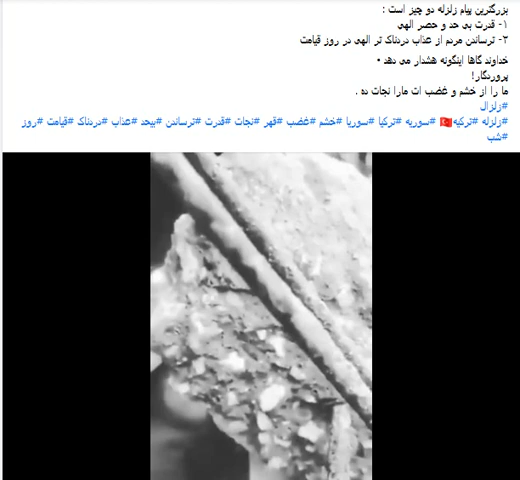 بزرگترین پیام زلزله دو چیز است :
۱- قدرت بی حد و حصر الهی
۲- ترساندن مردم از عذاب دردناک تر الهی در روز قیامت
خداوند گاها اینگونه هشدار می دهد •
پروردگارا!
ما را از خشم و غضب ات مارا نجات ده .
#زلزال
#زلزله #ترکیه🇹🇷 #سوریه #ترکیا #سوریا #خشم #غضب #قهر #نجات #قدرت #ترساندن #بیحد #عذاب #دردناک #قیامت #روز
#شب